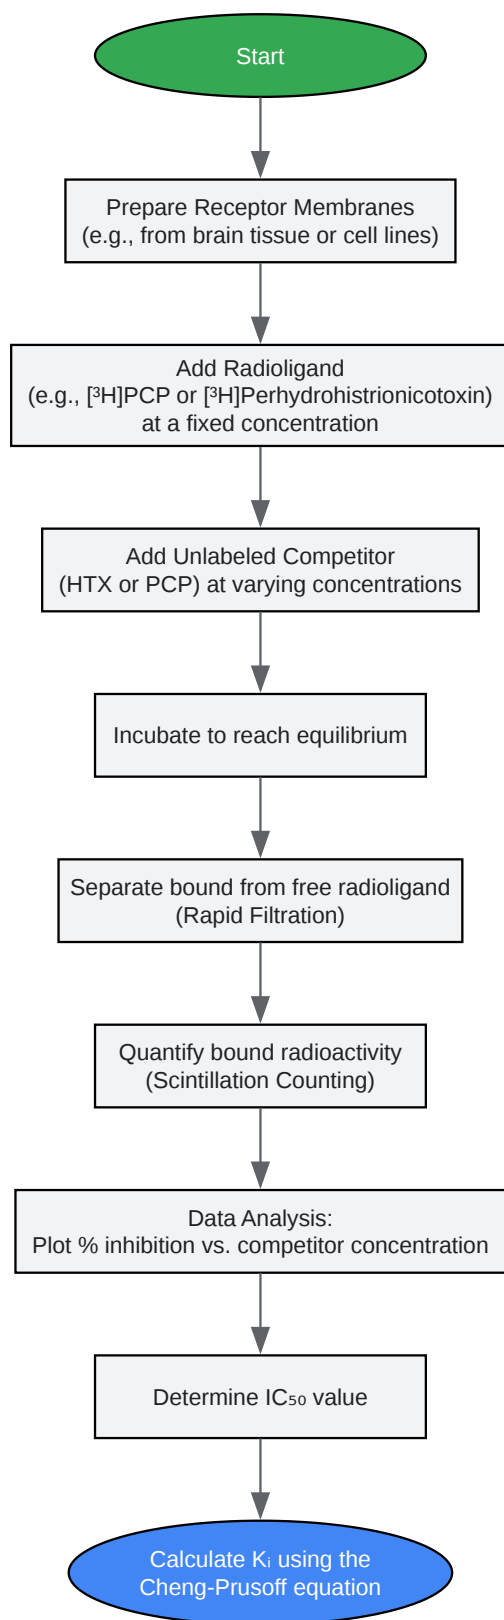 Start
Prepare Receptor Membranes
(e.g., from brain tissue or cell lines)
Add Radioligand
(e.g., [³H]PCP or [³H]Perhydrohistrionicotoxin)
at a fixed concentration
Add Unlabeled Competitor
(HTX or PCP) at varying concentrations
Incubate to reach equilibrium
Separate bound from free radioligand
(Rapid Filtration)
Quantify bound radioactivity
(Scintillation Counting)
Data Analysis:
Plot % inhibition vs. competitor concentration
Determine IC₅₀ value
Calculate Kᵢ using the
Cheng-Prusoff equation